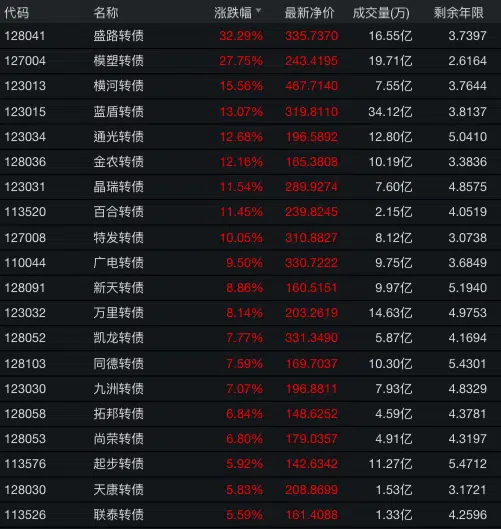 代码 名称 涨跌幅 最新净价 成交量(万) 剩余年限
128041 盛路转债 32.29% 335.7370 16.55亿 3.7397
127004 模塑转债 27.75% 243.4195 19.71亿 2.6164
123013 横河转债 15.56% 467.7140 7.55亿 3.7644
123015 蓝盾转债 13.07% 319.8110 34.12亿 3.8137
123034 通光转债 12.68% 196.5892 12.80亿 5.0410
128036 金农转债 12.16% 165.3808 10.19亿 3.3836
123031 晶瑞转债 11.54% 289.9274 7.60亿 4.8575
113520 百合转债 11.45% 239.8245 2.15亿 4.0519
127008 特发转债 10.05% 310.8827 8.12亿 3.0738
110044 广电转债 9.50% 330.7222 9.75亿 3.6849
128091 新天转债 8.86% 160.5151 9.97亿 5.1940
123032 万里转债 8.14% 203.2619 14.63亿 4.9753
128052 凯龙转债 7.77% 331.3490 5.87亿 4.1694
128103 同德转债 7.59% 169.7037 10.30亿 5.4301
123030 九洲转债 7.07% 196.8811 7.93亿 4.8329
128058 拓邦转债 6.84% 148.6252 4.59亿 4.3781
128053 尚荣转债 6.80% 179.0357 4.91亿 4.3197
113576 起步转债 5.92% 142.6342 11.27亿 5.4712
128030 天康转债 5.83% 208.8699 1.53亿 3.1721
113526 联泰转债 5.59% 161.4088 1.33亿 4.2596